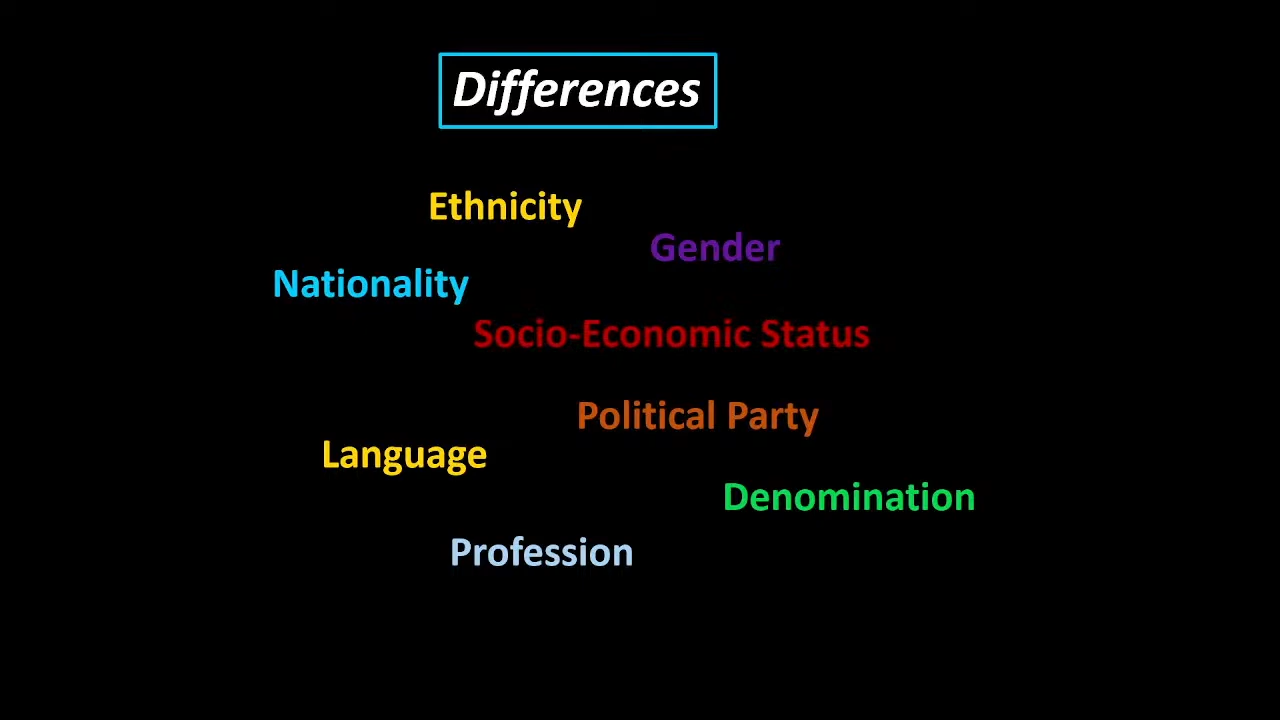 Differences
Ethnicity
Gender
Nationality
Socio-Economic Status
Political Party
Language
Denomination
Profession